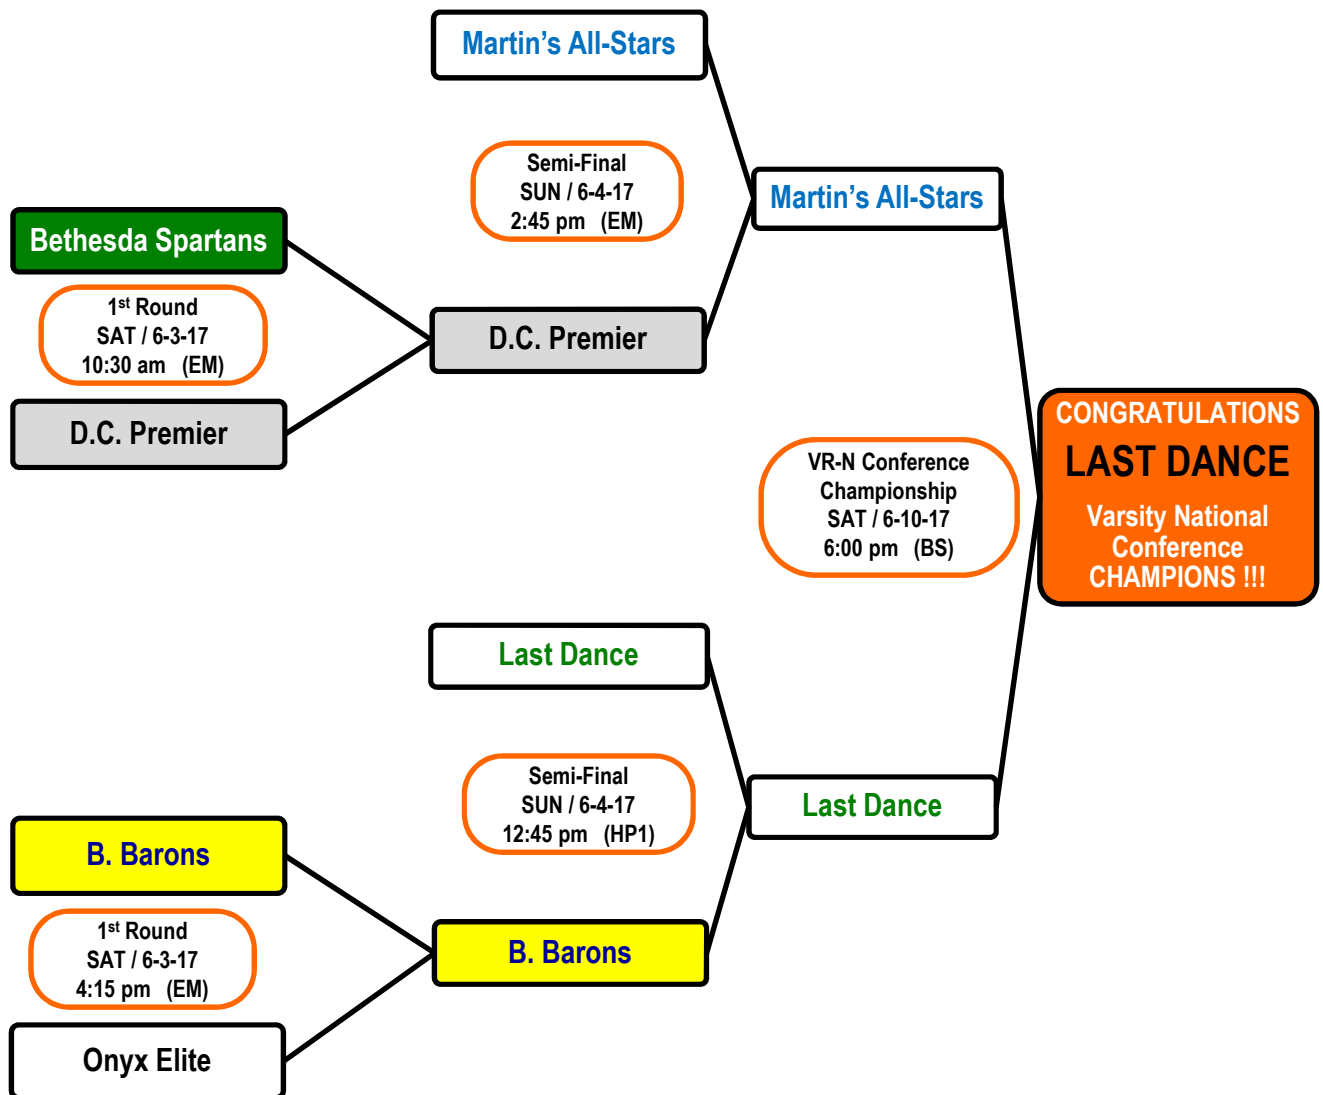 Martin’s All-Stars
Semi-Final
SUN / 6-4-17
2:45 pm (EM)
Martin’s All-Stars
Bethesda Spartans
1st Round
SAT / 6-3-17
10:30 am (EM)
D.C. Premier
D.C. Premier
CONGRATULATIONS
LAST DANCE
Varsity National
Conference
CHAMPIONS !!!
VR-N Conference
Championship
SAT / 6-10-17
6:00 pm (BS)
Last Dance
Semi-Final
SUN / 6-4-17
12:45 pm (HP1)
Last Dance
B. Barons
1st Round
SAT / 6-3-17
4:15 pm (EM)
B. Barons
Onyx Elite